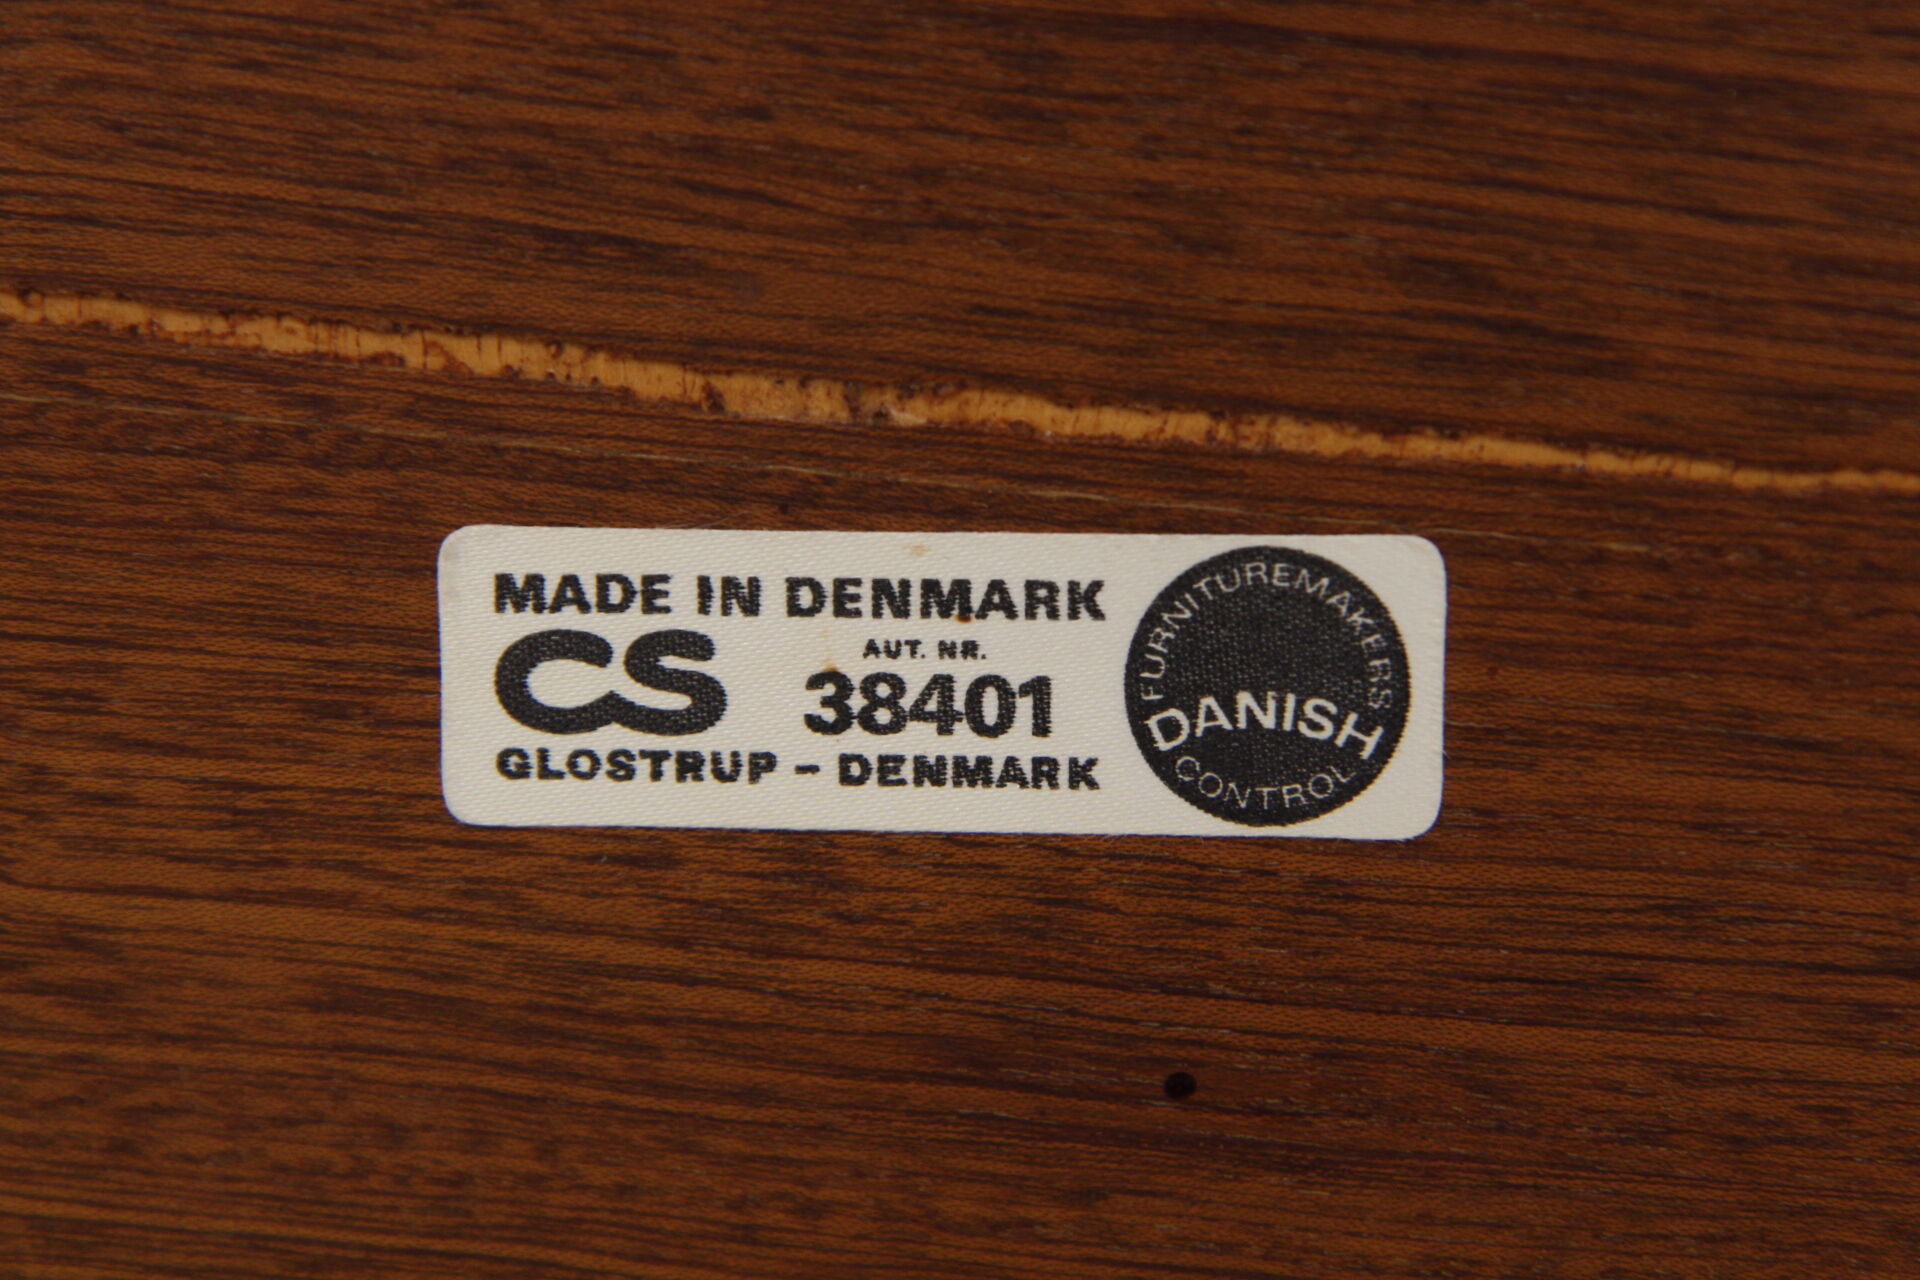 MADE IN DENMARK
CS
AUT. NR.
38401
GLOSTRUP - DENMARK
FURNITUREMAKERS
DANISH
CONTROL